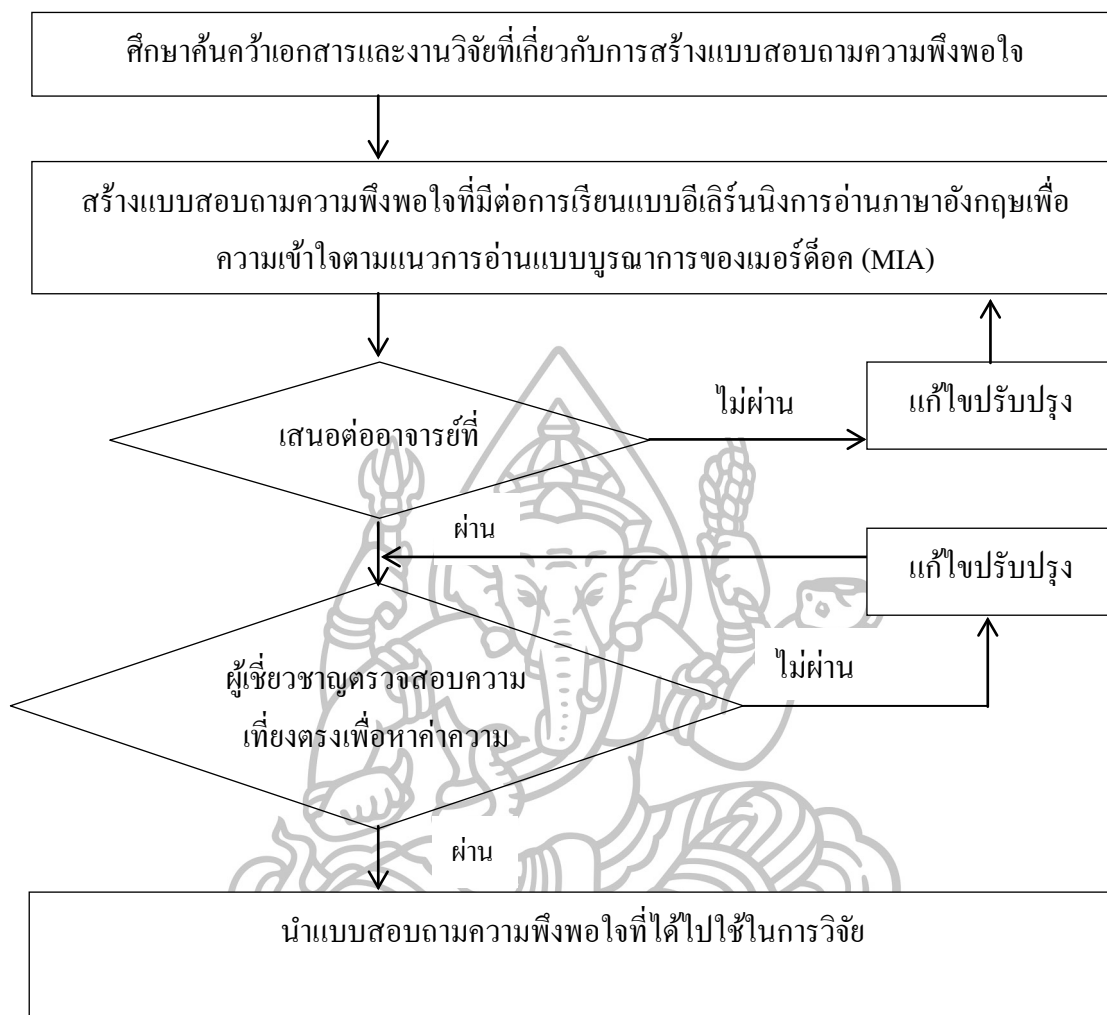 ศึกษาค้นคว้าเอกสารและงานวิจัยที่เกี่ยวกับการสร้างแบบสอบถามความพึงพอใจ
สร้างแบบสอบถามความพึงพอใจที่มีต่อการเรียนแบบอีเลิร์นนิงการอ่านภาษาอังกฤษเพื่อ
ความเข้าใจตามแนวการอ่านแบบบูรณาการของเมอร์ด็อค (MIA)
เสนอต่ออาจารย์ที่
ไม่ผ่าน
แก้ไขปรับปรุง
ผ่าน
แก้ไขปรับปรุง
ผู้เชี่ยวชาญตรวจสอบความ
เที่ยงตรงเพื่อหาค่าความ
ไม่ผ่าน
ผ่าน
นำแบบสอบถามความพึงพอใจที่ได้ไปใช้ในการวิจัย